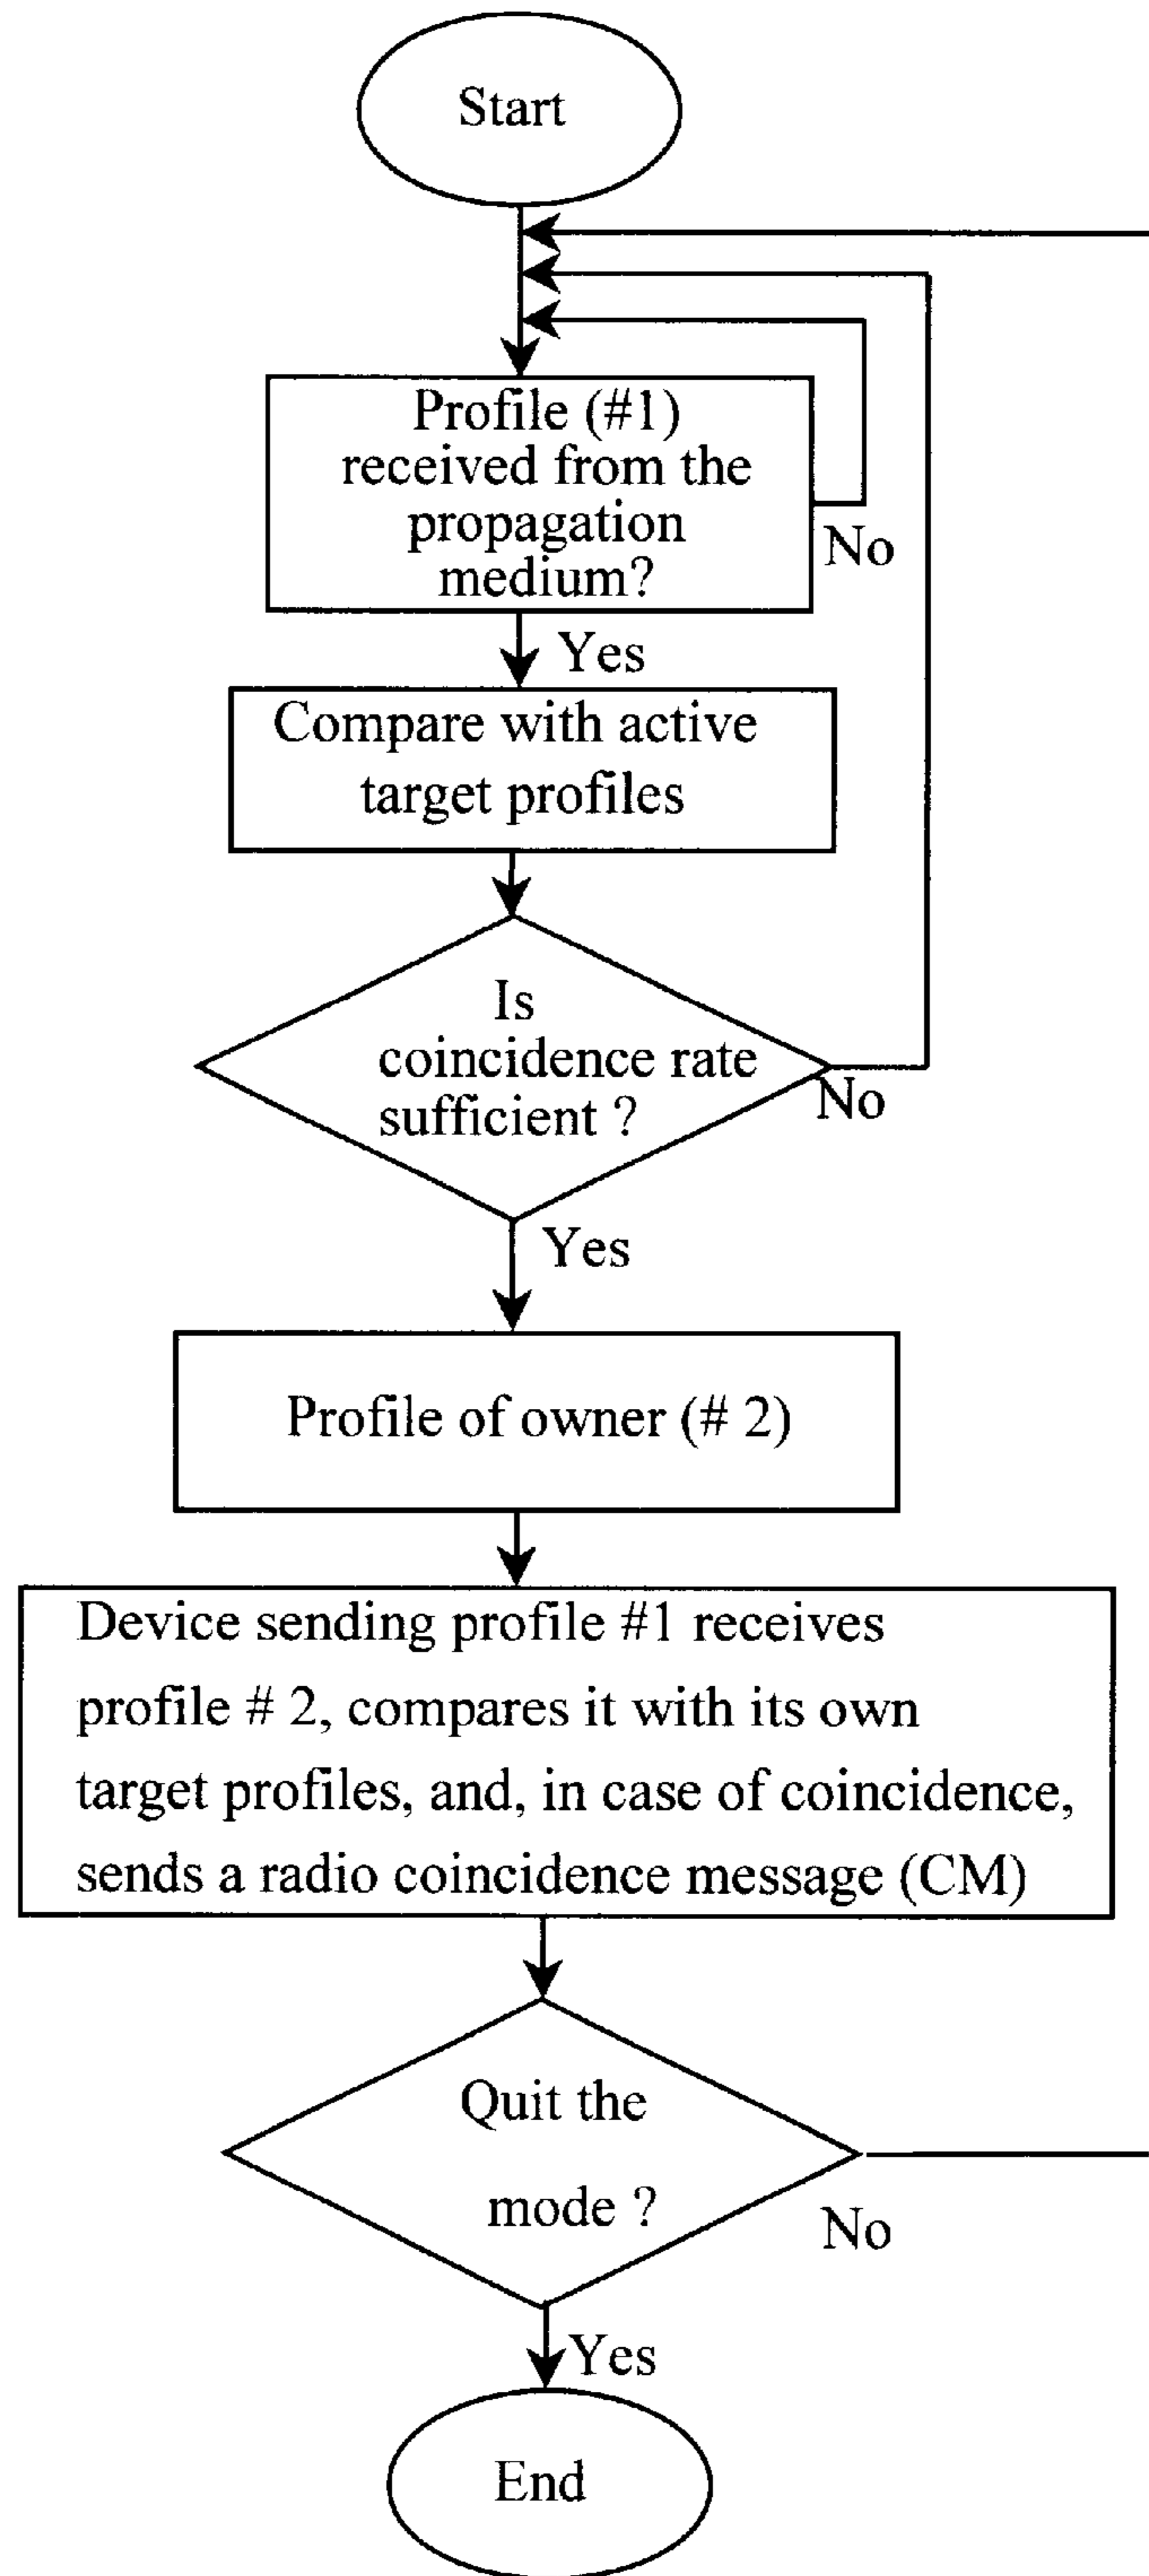 Start
Profile (#1)
received from the
propagation
medium?
No
Yes
Compare with active
target profiles
Is
coincidence rate
sufficient ?
No
Yes
Profile of owner (# 2)
Device sending profile #1 receives
profile # 2, compares it with its own
target profiles, and, in case of coincidence,
sends a radio coincidence message (CM)
Quit the
mode ?
No
Yes
End